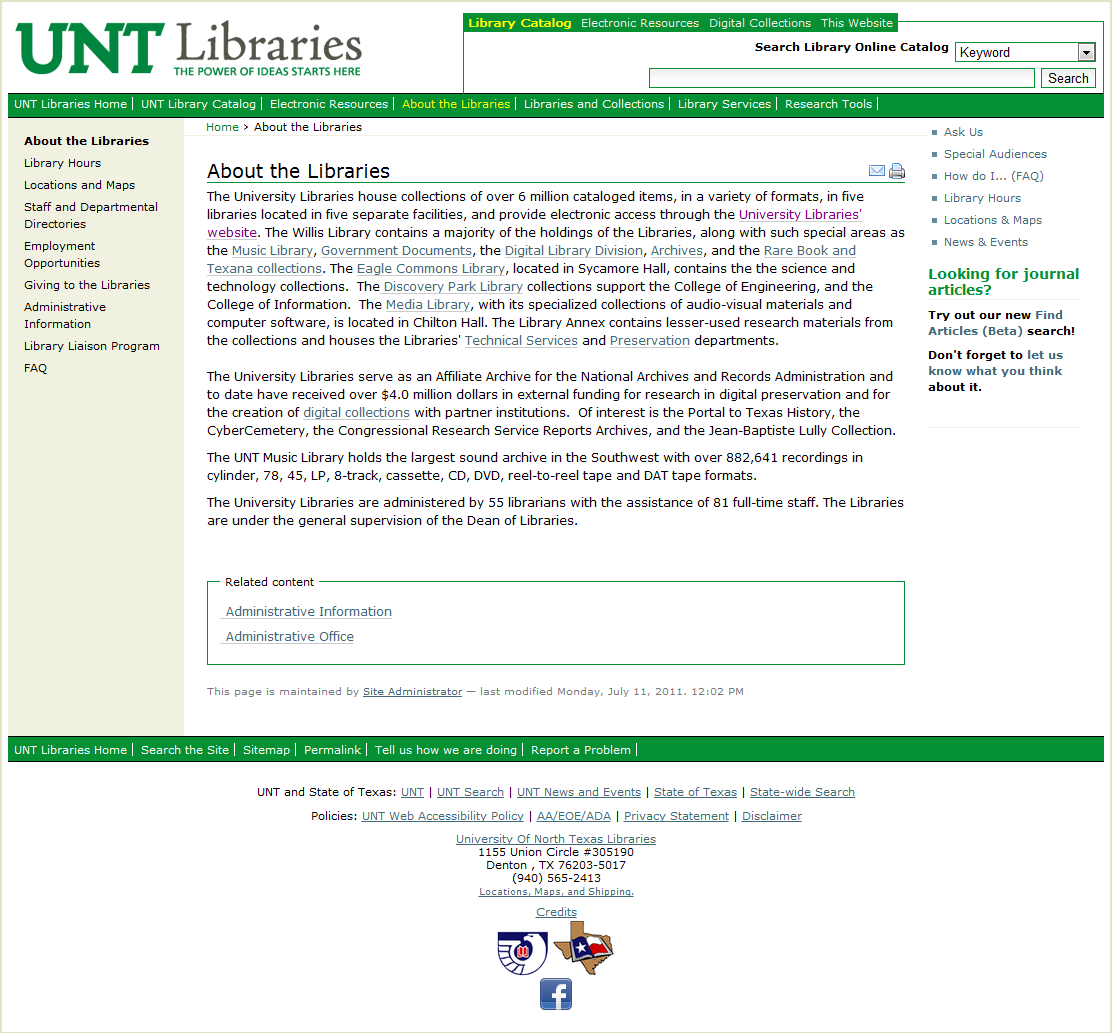 UNT Libraries
THE POWER OF IDEAS STARTS HERE
Library Catalog Electronic Resources Digital Collections This Website
Search Library Online Catalog Keyword
Search
UNT Libraries Home | UNT Library Catalog | Electronic Resources | About the Libraries | Libraries and Collections | Library Services | Research Tools |
About the Libraries
Library Hours
Locations and Maps
Staff and Departmental
Directories
Employment
Opportunities
Giving to the Libraries
Administrative
Information
Library Liaison Program
FAQ
Home › About the Libraries
About the Libraries
The University Libraries house collections of over 6 million cataloged items, in a variety of formats, in five
libraries located in five separate facilities, and provide electronic access through the University Libraries'
website. The Willis Library contains a majority of the holdings of the Libraries, along with such special areas as
the Music Library, Government Documents, the Digital Library Division, Archives, and the Rare Book and
Texana collections. The Eagle Commons Library, located in Sycamore Hall, contains the the science and
technology collections. The Discovery Park Library collections support the College of Engineering, and the
College of Information. The Media Library, with its specialized collections of audio-visual materials and
computer software, is located in Chilton Hall. The Library Annex contains lesser-used research materials from
the collections and houses the Libraries' Technical Services and Preservation departments.
The University Libraries serve as an Affiliate Archive for the National Archives and Records Administration and
to date have received over $4.0 million dollars in external funding for research in digital preservation and for
the creation of digital collections with partner institutions. Of interest is the Portal to Texas History, the
CyberCemetery, the Congressional Research Service Reports Archives, and the Jean-Baptiste Lully Collection.
The UNT Music Library holds the largest sound archive in the Southwest with over 882,641 recordings in
cylinder, 78, 45, LP, 8-track, cassette, CD, DVD, reel-to-reel tape and DAT tape formats.
The University Libraries are administered by 55 librarians with the assistance of 81 full-time staff. The Libraries
are under the general supervision of the Dean of Libraries.
Related content
Administrative Information
Administrative Office
This page is maintained by Site Administrator — last modified Monday, July 11, 2011. 12:02 PM
Ask Us
Special Audiences
How do I... (FAQ)
Library Hours
Locations & Maps
News & Events
Looking for journal
articles?
Try out our new Find
Articles (Beta) search!
Don't forget to let us
know what you think
about it.
UNT Libraries Home | Search the Site | Sitemap | Permalink | Tell us how we are doing | Report a Problem |
UNT and State of Texas: UNT | UNT Search | UNT News and Events | State of Texas | State-wide Search
Policies: UNT Web Accessibility Policy | AA/EOE/ADA | Privacy Statement | Disclaimer
University Of North Texas Libraries
1155 Union Circle #305190
Denton , TX 76203-5017
(940) 565-2413
Locations, Maps, and Shipping.
Credits
f